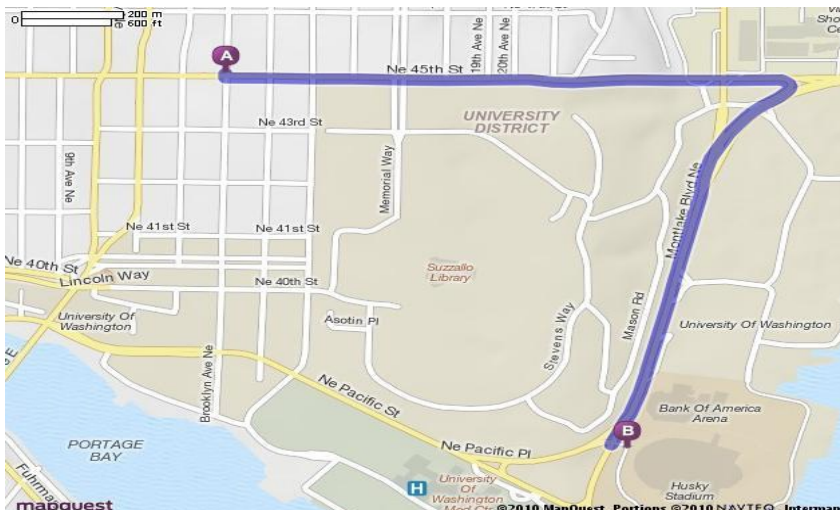 0
200 m
600 ft
A
Ne 45th St
19th Ave Ne
20th Ave Ne
UNIVERSITY
DISTRICT
Ne 43rd St
9th Ave Ne
Memorial Way
Montlake Blvd Ne
Ne 41st St
Ne 41st St
Ne 40th St
Lincoln Way
Ne 40th St
Suzzallo
Library
Mason Rd
Stevens Way
University Of
Washington
Asotin Pl
University Of Washington
Brooklyn Ave Ne
Ne Pacific St
Bank Of America
Arena
B
PORTAGE
BAY
Ne Pacific Pl
Fuhrma
H
University
Of
Washington
Med Ctr
Husky
Stadium
mapquest
©2010 MapQuest Portions ©2010 NAVTEQ, Intermap